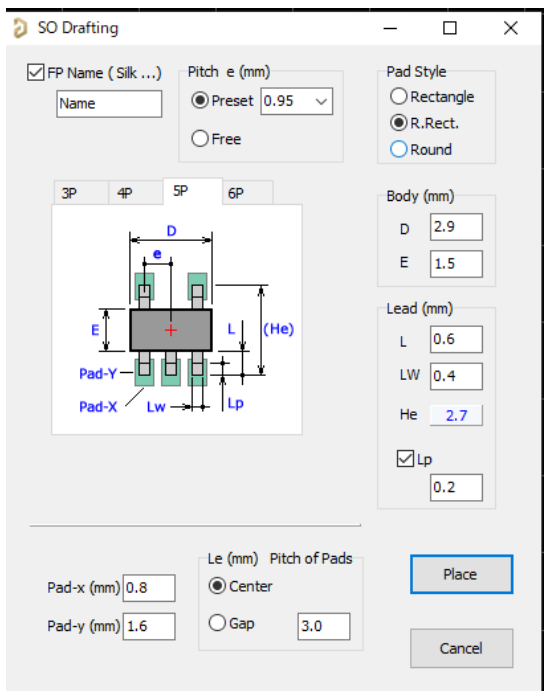 SO Drafting
FP Name ( Silk ...)
Name
Pitch e (mm)
Preset 0.95
Free
Pad Style
Rectangle
R.Rect.
Round
3P 4P 5P 6P
D
e
E
L
(He)
Pad-Y
Pad-X
Lw
Lp
Body (mm)
D 2.9
E 1.5
Lead (mm)
L 0.6
LW 0.4
He 2.7
Lp
0.2
Pad-x (mm) 0.8
Pad-y (mm) 1.6
Le (mm) Pitch of Pads
Center
Gap 3.0
Place
Cancel